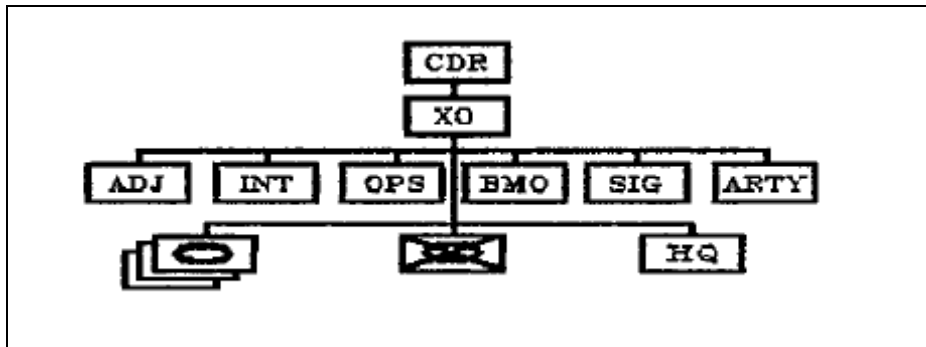 CDR
XO
ADJ INT OPS BMO SIG ARTY
HQ